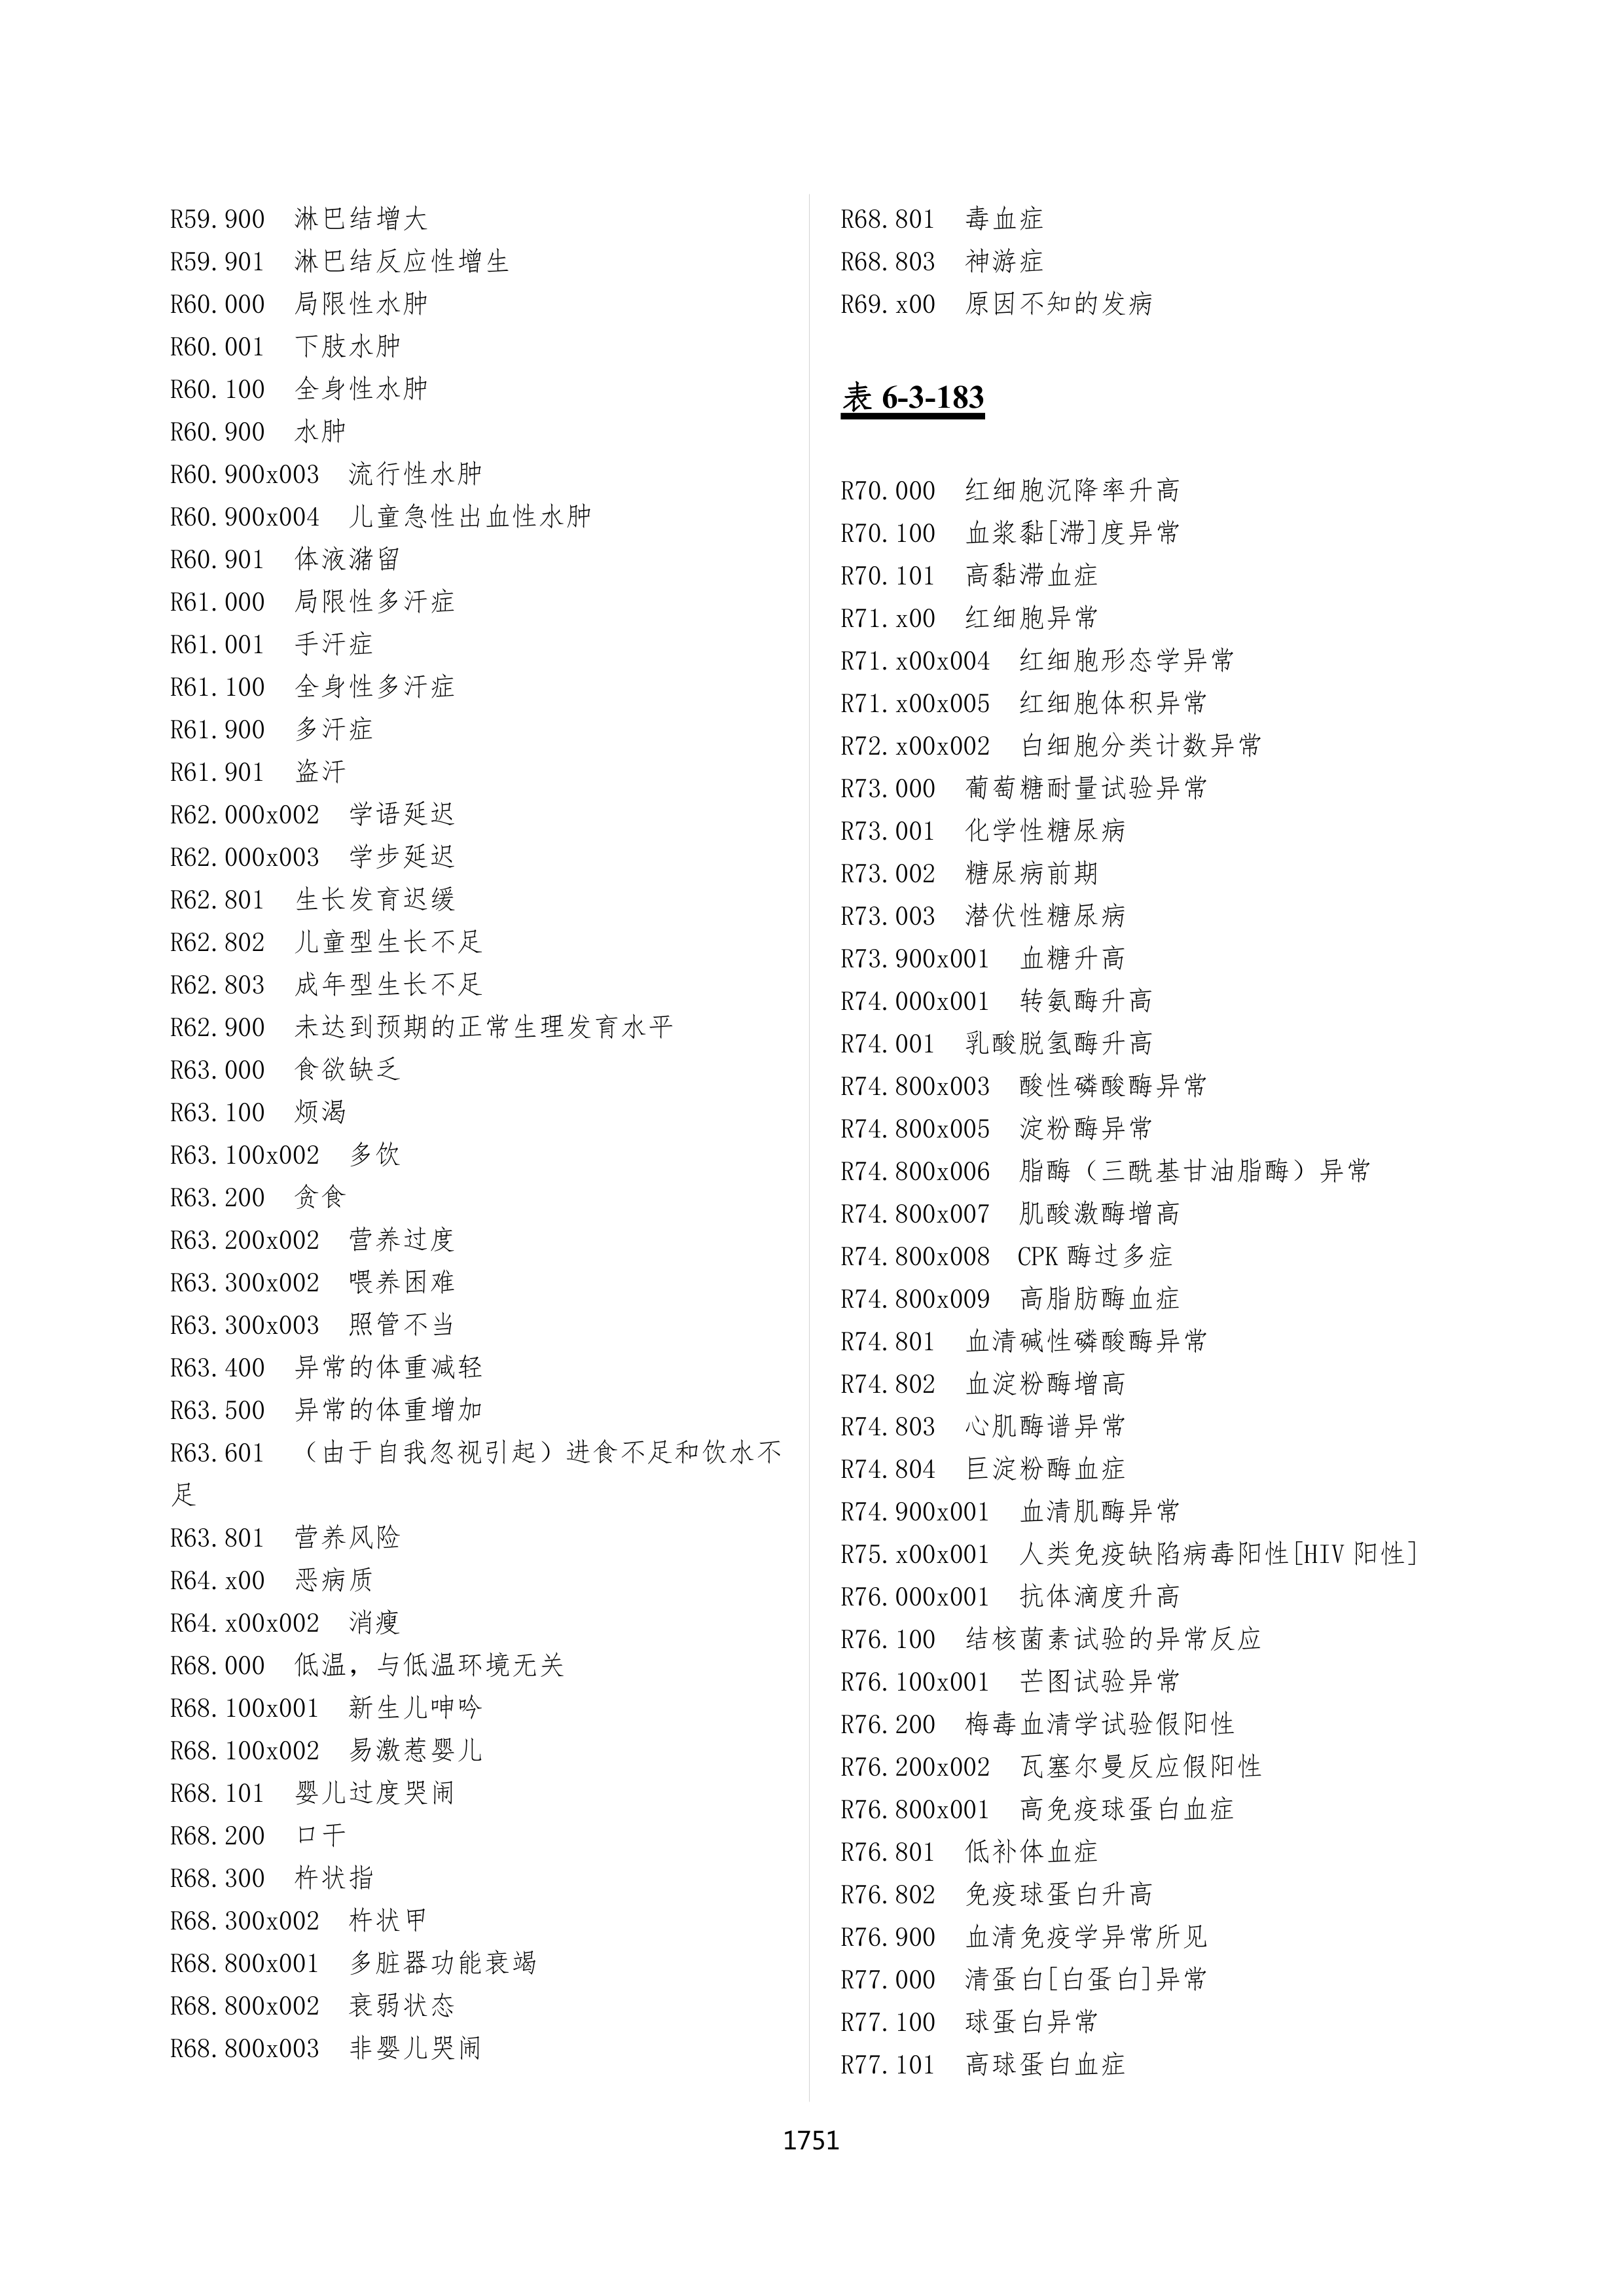 R59.900 淋巴结增大
R59.901 淋巴结反应性增生
R60.000 局限性水肿
R60.001 下肢水肿
R60.100 全身性水肿
R60.900 水肿
R60.900x003 流行性水肿
R60.900x004 儿童急性出血性水肿
R60.901 体液潴留
R61.000 局限性多汗症
R61.001 手汗症
R61.100 全身性多汗症
R61.900 多汗症
R61.901 盗汗
R62.000x002 学语延迟
R62.000x003 学步延迟
R62.801 生长发育迟缓
R62.802 儿童型生长不足
R62.803 成年型生长不足
R62.900 未达到预期的正常生理发育水平
R63.000 食欲缺乏
R63.100 烦渴
R63.100x002 多饮
R63.200 贪食
R63.200x002 营养过度
R63.300x002 喂养困难
R63.300x003 照管不当
R63.400 异常的体重减轻
R63.500 异常的体重增加
R63.601 （由于自我忽视引起）进食不足和饮水不
足
R63.801 营养风险
R64.x00 恶病质
R64.x00x002 消瘦
R68.000 低温，与低温环境无关
R68.100x001 新生儿呻吟
R68.100x002 易激惹婴儿
R68.101 婴儿过度哭闹
R68.200 口干
R68.300 杵状指
R68.300x002 杵状甲
R68.800x001 多脏器功能衰竭
R68.800x002 衰弱状态
R68.800x003 非婴儿哭闹
R68.801 毒血症
R68.803 神游症
R69.x00 原因不知的发病
表 6-3-183
R70.000 红细胞沉降率升高
R70.100 血浆黏[滞]度异常
R70.101 高黏滞血症
R71.x00 红细胞异常
R71.x00x004 红细胞形态学异常
R71.x00x005 红细胞体积异常
R72.x00x002 白细胞分类计数异常
R73.000 葡萄糖耐量试验异常
R73.001 化学性糖尿病
R73.002 糖尿病前期
R73.003 潜伏性糖尿病
R73.900x001 血糖升高
R74.000x001 转氨酶升高
R74.001 乳酸脱氢酶升高
R74.800x003 酸性磷酸酶异常
R74.800x005 淀粉酶异常
R74.800x006 脂酶（三酰基甘油脂酶）异常
R74.800x007 肌酸激酶增高
R74.800x008 CPK 酶过多症
R74.800x009 高脂肪酶血症
R74.801 血清碱性磷酸酶异常
R74.802 血淀粉酶增高
R74.803 心肌酶谱异常
R74.804 巨淀粉酶血症
R74.900x001 血清肌酶异常
R75.x00x001 人类免疫缺陷病毒阳性[HIV 阳性]
R76.000x001 抗体滴度升高
R76.100 结核菌素试验的异常反应
R76.100x001 芒图试验异常
R76.200 梅毒血清学试验假阳性
R76.200x002 瓦塞尔曼反应假阳性
R76.800x001 高免疫球蛋白血症
R76.801 低补体血症
R76.802 免疫球蛋白升高
R76.900 血清免疫学异常所见
R77.000 清蛋白[白蛋白]异常
R77.100 球蛋白异常
R77.101 高球蛋白血症
1751